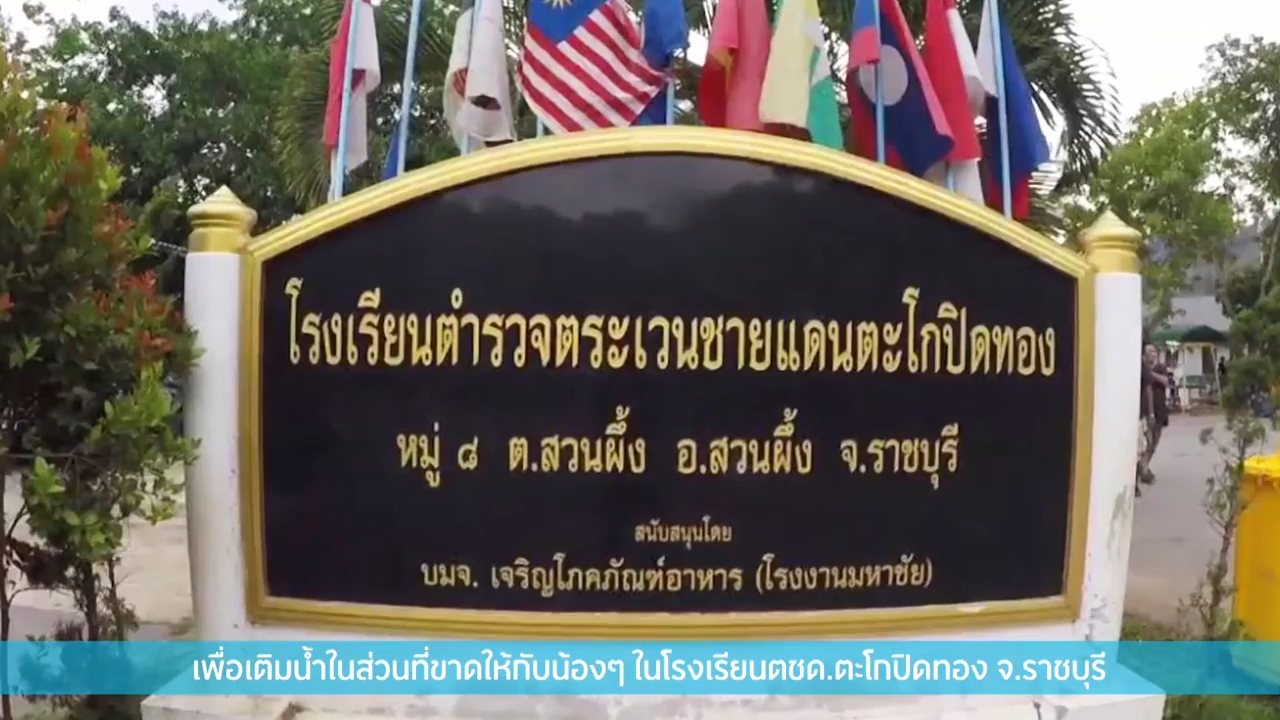 โรงเรียนตำรวจตระเวนชายแดนตะโกปิดทอง
หมู่ ๘ ต.สวนผึ้ง อ.สวนผึ้ง จ.ราชบุรี
สนับสนุนโดย
บมจ. เจริญโภคภัณฑ์อาหาร (โรงงานมหาชัย)
เพื่อเติมน้ำในส่วนที่ขาดให้กับน้องๆ ในโรงเรียนตชด.ตะโกปิดทอง จ.ราชบุรี